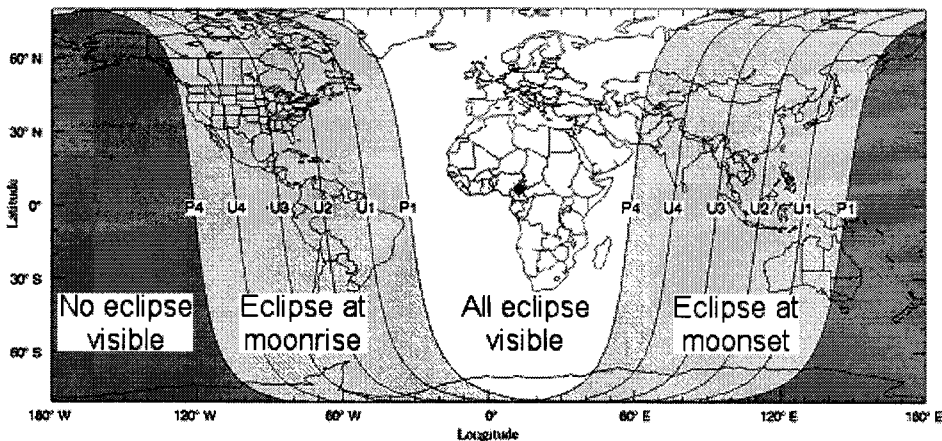 60° N
30° N
0°
30° S
60° S
Latitude
P4 U4 U3 U2 U1 P1
P4 U4 U3 U2 U1 P1
No eclipse
visible
Eclipse at
moonrise
All eclipse
visible
Eclipse at
moonset
180° W 120° W 60° W 0° 60° E 120° E 180° E
Longitude